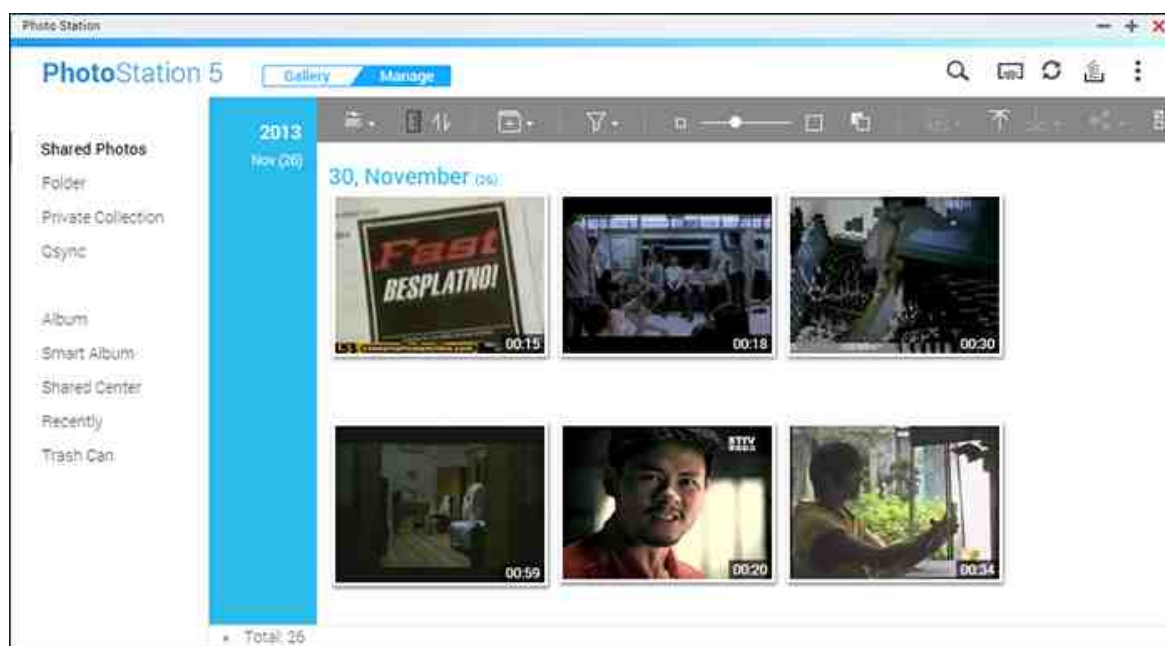 Photo Station
PhotoStation 5
Gallery
Manage
Shared Photos
Folder
Private Collection
Qsync
Album
Smart Album
Shared Center
Recently
Trash Can
2013
Nov (26)
30, November (26)
Fast
BESPLATNO!
00:15
00:18
00:30
00:59
KTTV
00:20
00:34
Total: 26